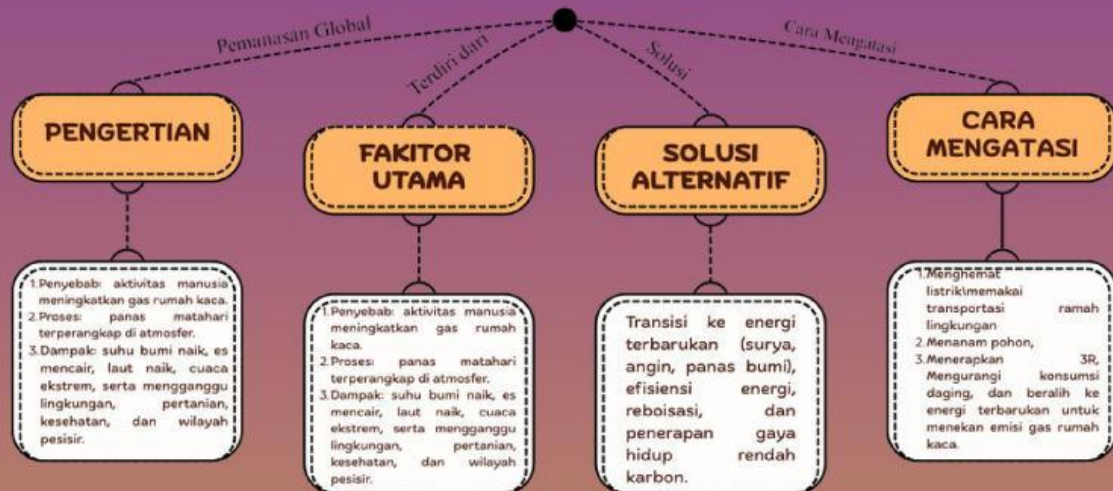 Pemanasan Global
Terdiri dari
Solusi
Cara Mengatasi
PENGERTIAN
1.Penyebab: aktivitas manusia
meningkatkan gas rumah kaca.
2.Proses: panas matahari
terperangkap di atmosfer.
3.Dampak: suhu bumi naik, es
mencair, laut naik, cuaca
ekstrem, serta mengganggu
lingkungan, pertanian,
kesehatan, dan wilayah
pesisir.
FAKITOR
UTAMA
1.Penyebab: aktivitas manusia
meningkatkan gas rumah
kaca.
2.Proses: panas matahari
terperangkap di atmosfer.
3.Dampak: suhu bumi naik, es
mencair, laut naik, cuaca
ekstrem, serta mengganggu
lingkungan, pertanian,
kesehatan, dan wilayah
pesisir.
SOLUSI
ALTERNATIF
Transisi ke energi
terbarukan (surya,
angin, panas bumi),
efisiensi energi,
reboisasi, dan
penerapan gaya
hidup rendah
karbon.
CARA
MENGATASI
1.Menghemat
listrik\memakai
transportasi ramah
lingkungan
2.Menanam pohon,
3.Menerapkan 3R,
Mengurangi konsumsi
daging, dan beralih ke
energi terbarukan untuk
menekan emisi gas rumah
kaca.